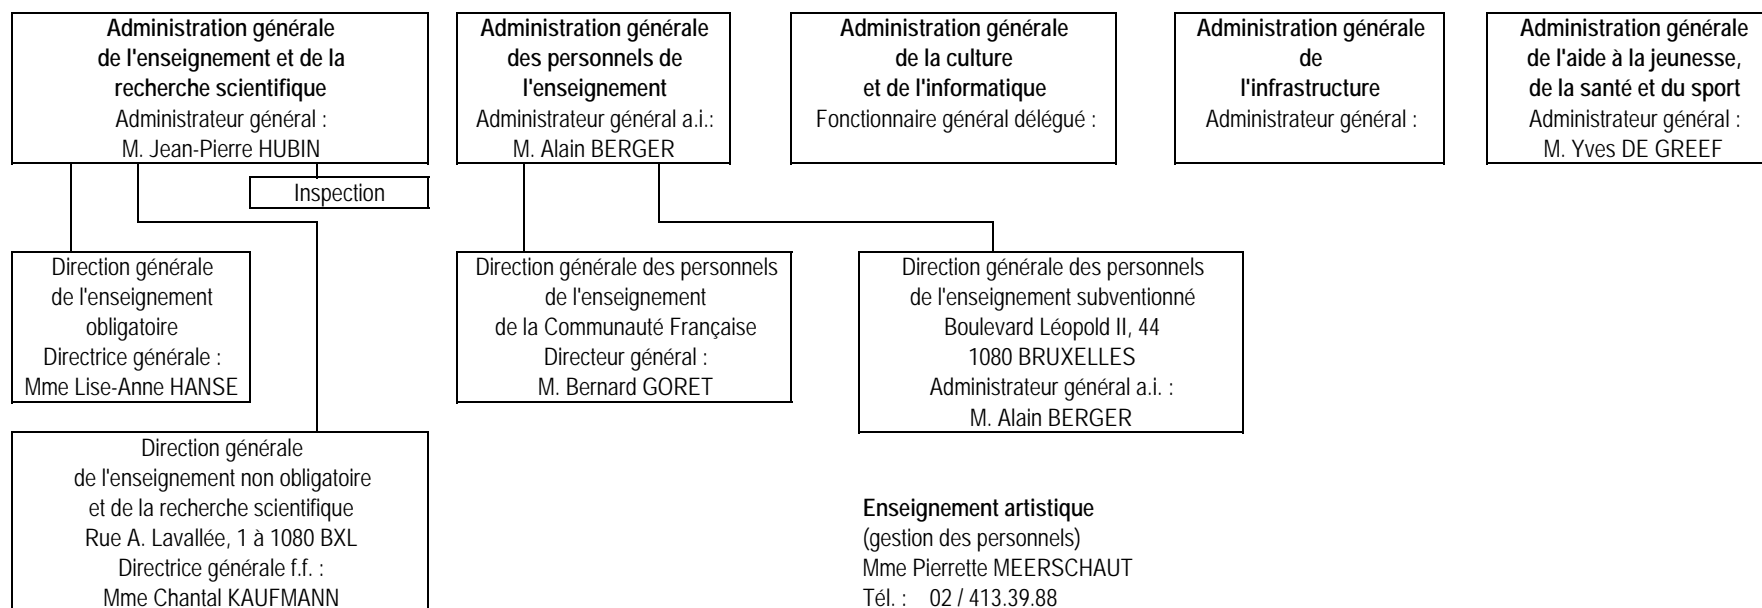 Administration générale
de l'enseignement et de la
recherche scientifique
Administrateur général :
M. Jean-Pierre HUBIN
Administration générale
des personnels de
l'enseignement
Administrateur général a.i.:
M. Alain BERGER
Administration générale
de la culture
et de l'informatique
Fonctionnaire général délégué :
Administration générale
de
l'infrastructure
Administrateur général :
Administration générale
de l'aide à la jeunesse,
de la santé et du sport
Administrateur général :
M. Yves DE GREEF
Inspection
Direction générale
de l'enseignement
obligatoire
Directrice générale :
Mme Lise-Anne HANSE
Direction générale des personnels
de l'enseignement
de la Communauté Française
Directeur général :
M. Bernard GORET
Direction générale des personnels
de l'enseignement subventionné
Boulevard Léopold II, 44
1080 BRUXELLES
Administrateur général a.i. :
M. Alain BERGER
Direction générale
de l'enseignement non obligatoire
et de la recherche scientifique
Rue A. Lavallée, 1 à 1080 BXL
Directrice générale f.f. :
Mme Chantal KAUFMANN
Enseignement artistique
(gestion des personnels)
Mme Pierrette MEERSCHAUT
Tél. : 02 / 413.39.88